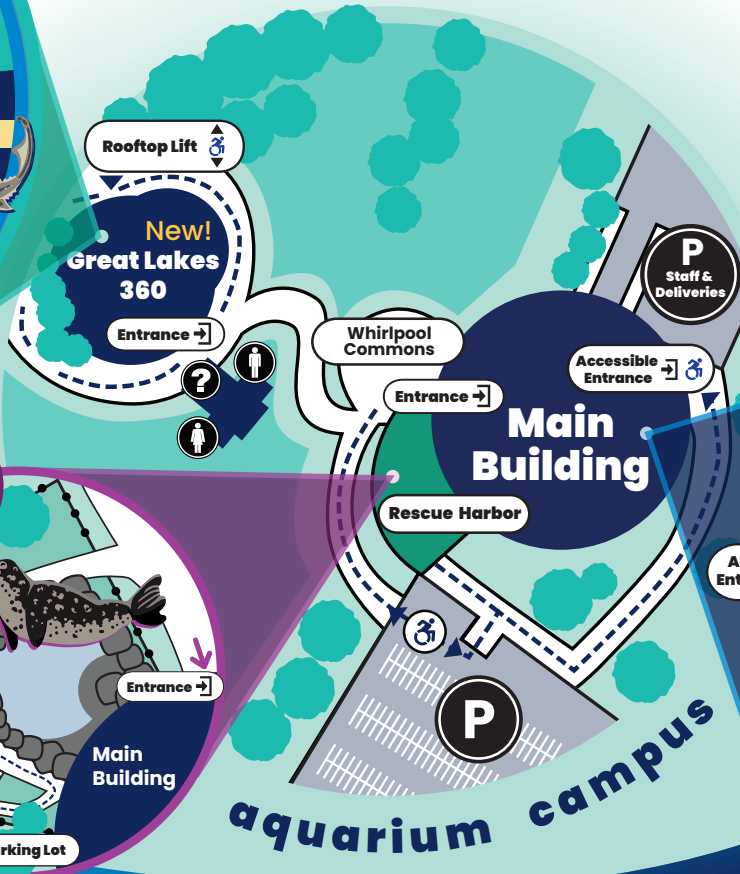 Rooftop Lift
New!
Great Lakes
360
Entrance
?
Whirlpool
Commons
Entrance
P
Staff &
Deliveries
Accessible
Entrance
Main
Building
Rescue Harbor
P
Entrance
Main
Building
rking Lot
A
Ent
aquarium campus